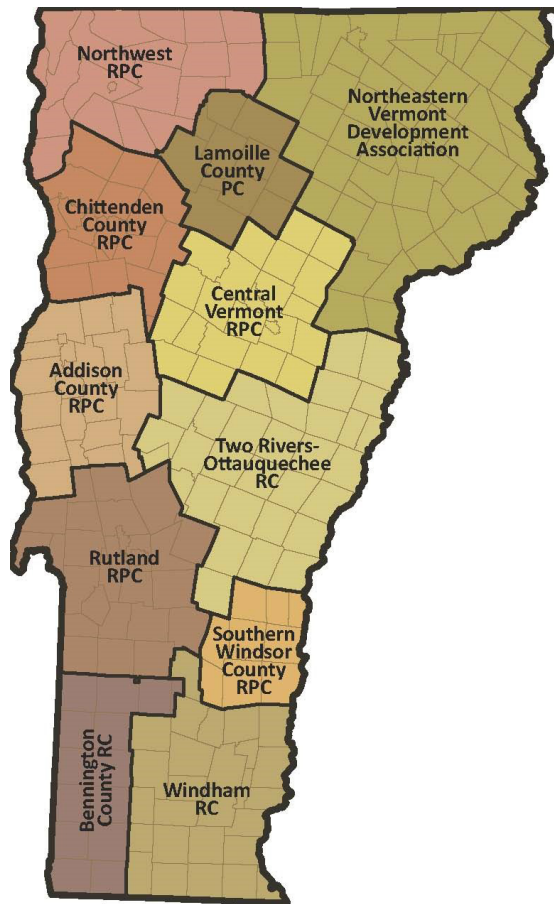 Northwest
RPC
Northeastern
Vermont
Development
Association
Lamoille
County
PC
Chittenden
County
RPC
Central
Vermont
RPC
Addison
County
RPC
Two Rivers-
Ottauquechee
RC
Rutland
RPC
Southern
Windsor
County
RPC
Bennington
County RC
Windham
RC